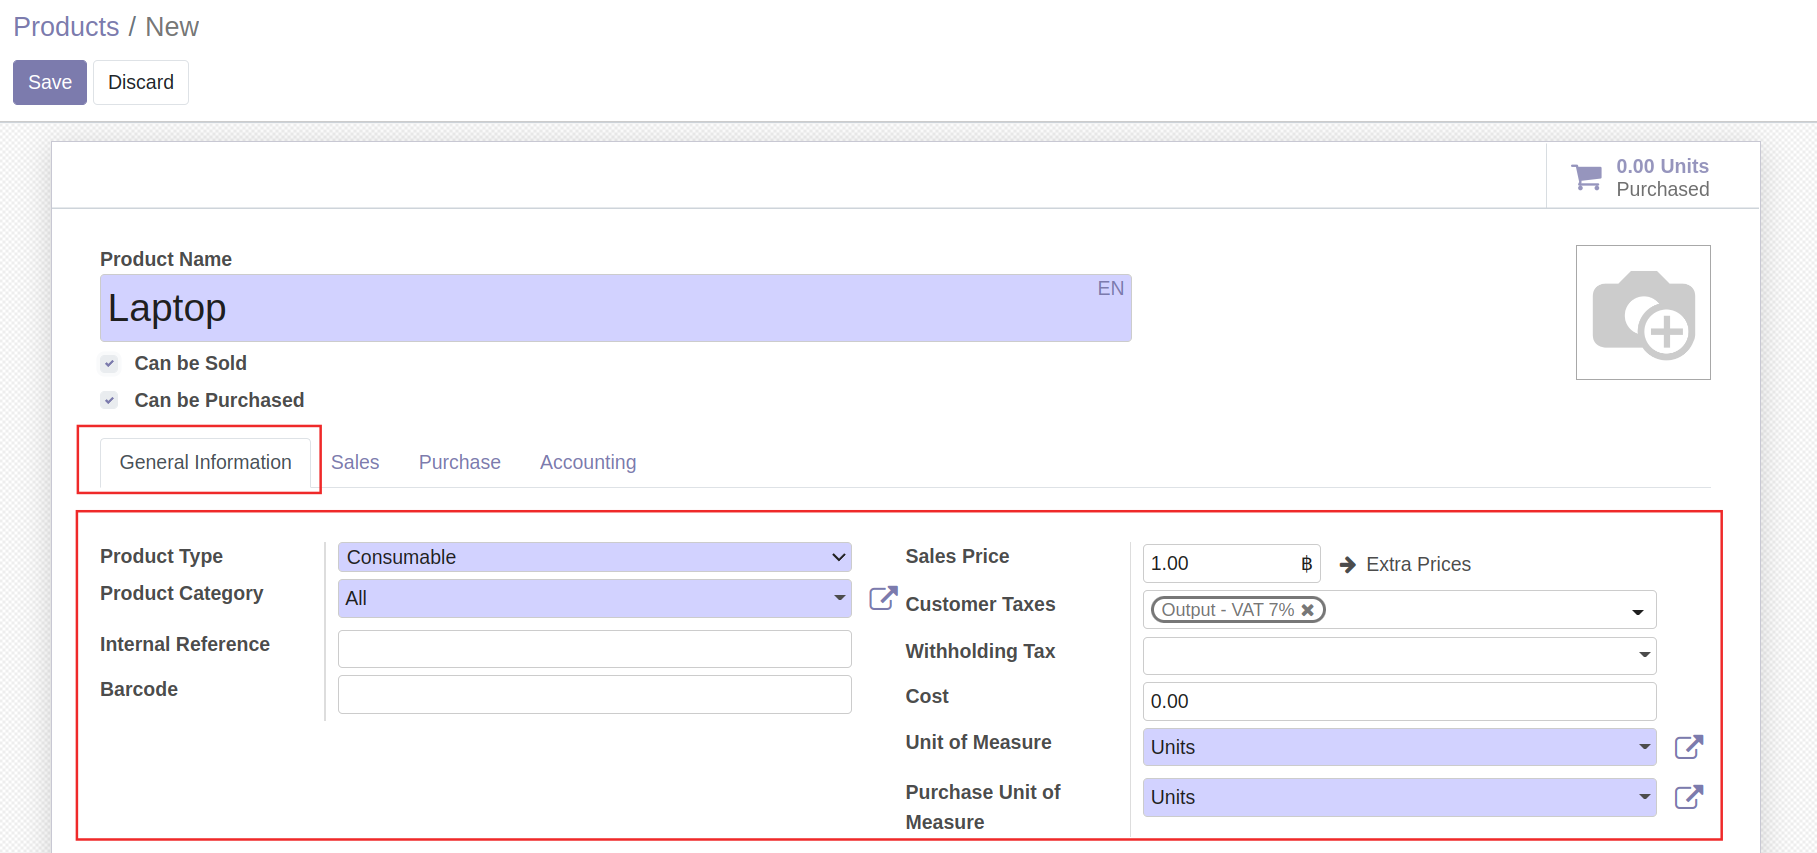 Products / New
Save Discard
0.00 Units
Purchased
Product Name
Laptop EN
Can be Sold
Can be Purchased
General Information Sales Purchase Accounting
Product Type Consumable
Product Category All
Internal Reference
Barcode
Sales Price 1.00 ฿ Extra Prices
Customer Taxes Output - VAT 7%
Withholding Tax
Cost 0.00
Unit of Measure Units
Purchase Unit of Units
Measure